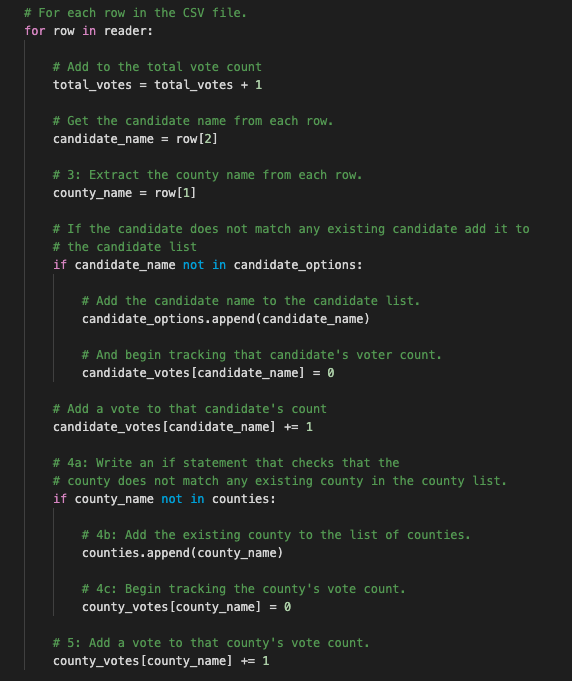 # For each row in the CSV file.
for row in reader:
# Add to the total vote count
total_votes = total_votes + 1
# Get the candidate name from each row.
candidate_name = row[2]
# 3: Extract the county name from each row.
county_name = row[1]
# If the candidate does not match any existing candidate add it to
# the candidate list
if candidate_name not in candidate_options:
# Add the candidate name to the candidate list.
candidate_options.append(candidate_name)
# And begin tracking that candidate's voter count.
candidate_votes[candidate_name] = 0
# Add a vote to that candidate's count
candidate_votes[candidate_name] += 1
# 4a: Write an if statement that checks that the
# county does not match any existing county in the county list.
if county_name not in counties:
# 4b: Add the existing county to the list of counties.
counties.append(county_name)
# 4c: Begin tracking the county's vote count.
county_votes[county_name] = 0
# 5: Add a vote to that county's vote count.
county_votes[county_name] += 1